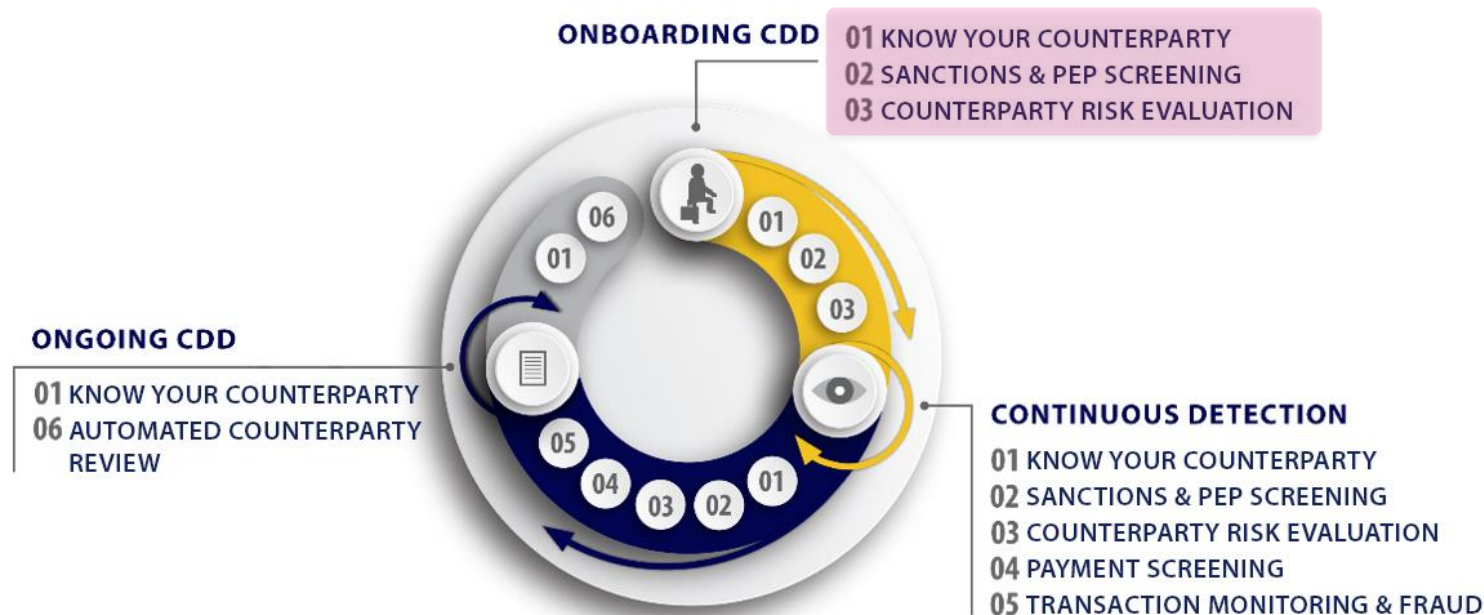 ONBOARDING CDD
01 KNOW YOUR COUNTERPARTY
02 SANCTIONS & PEP SCREENING
03 COUNTERPARTY RISK EVALUATION
06
01
01
02
03
ONGOING CDD
01 KNOW YOUR COUNTERPARTY
06 AUTOMATED COUNTERPARTY
REVIEW
05
04
03
02
01
CONTINUOUS DETECTION
01 KNOW YOUR COUNTERPARTY
02 SANCTIONS & PEP SCREENING
03 COUNTERPARTY RISK EVALUATION
04 PAYMENT SCREENING
05 TRANSACTION MONITORING & FRAUD